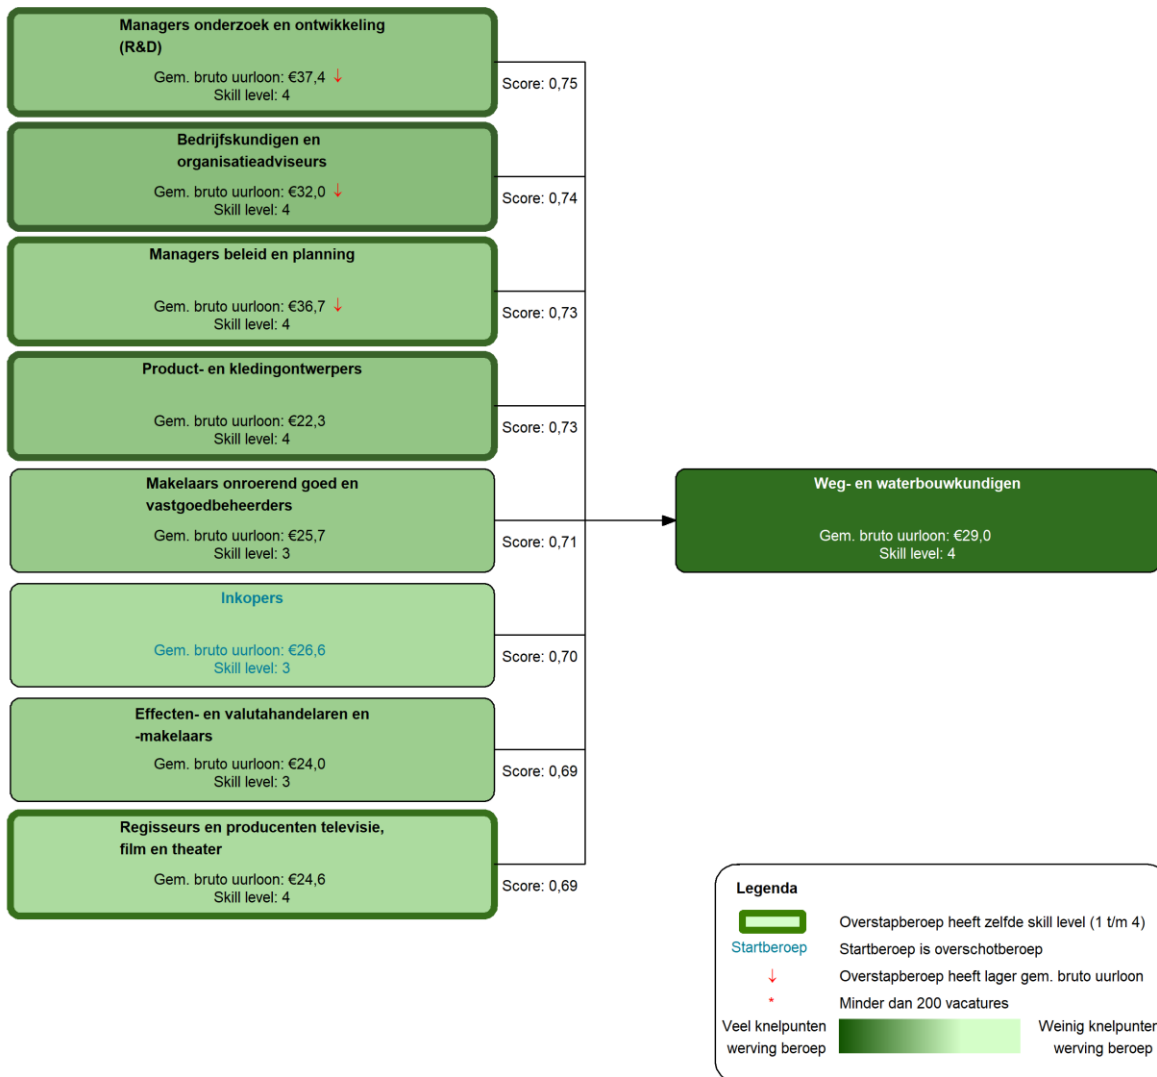 Managers onderzoek en ontwikkeling
(R&D)
Gem. bruto uurloon: €37,4 ↓
Skill level: 4
Score: 0,75
Bedrijfskundigen en
organisatieadviseurs
Gem. bruto uurloon: €32,0 ↓
Skill level: 4
Score: 0,74
Managers beleid en planning
Gem. bruto uurloon: €36,7 ↓
Skill level: 4
Score: 0,73
Product- en kledingontwerpers
Gem. bruto uurloon: €22,3
Skill level: 4
Score: 0,73
Makelaars onroerend goed en
vastgoedbeheerders
Gem. bruto uurloon: €25,7
Skill level: 3
Score: 0,71
Inkopers
Gem. bruto uurloon: €26,6
Skill level: 3
Score: 0,70
Effecten- en valutahandelaren en
-makelaars
Gem. bruto uurloon: €24,0
Skill level: 3
Score: 0,69
Regisseurs en producenten televisie,
film en theater
Gem. bruto uurloon: €24,6
Skill level: 4
Score: 0,69
Weg- en waterbouwkundigen
Gem. bruto uurloon: €29,0
Skill level: 4
Legenda
Overstapberoep heeft zelfde skill level (1 t/m 4)
Startberoep Startberoep is overschotberoep
↓ Overstapberoep heeft lager gem. bruto uurloon
* Minder dan 200 vacatures
Veel knelpunten Weinig knelpunten
werving beroep werving beroep